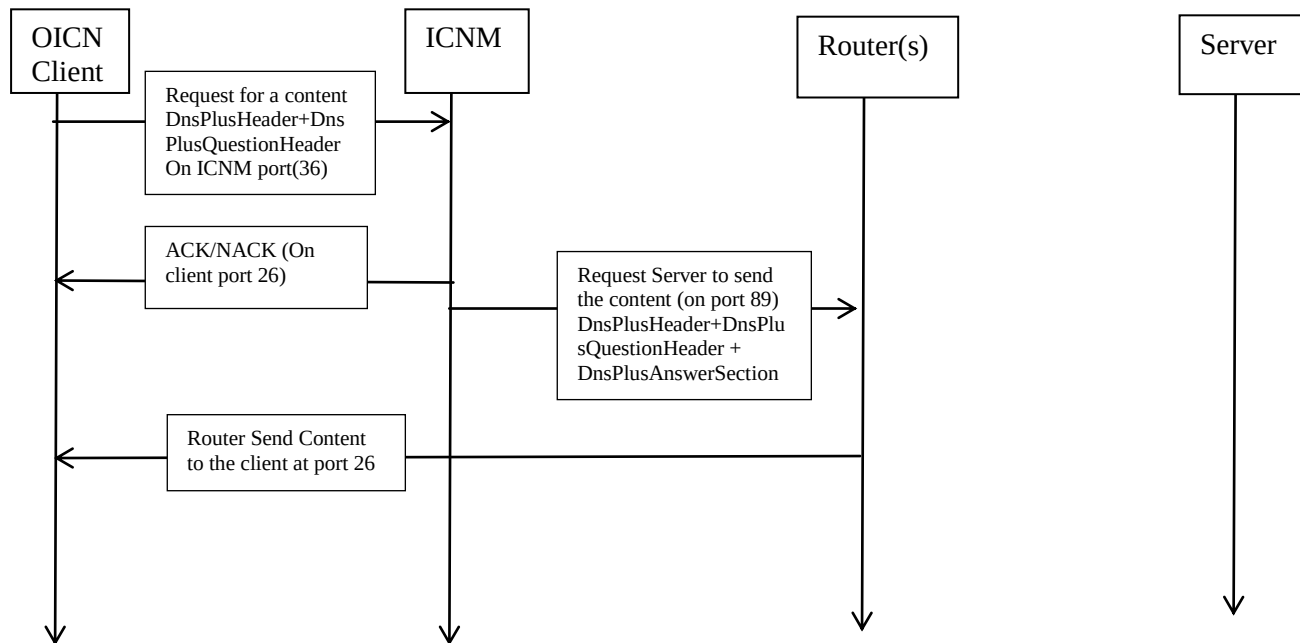 OICN
Client
ICNM
Router(s)
Server
Request for a content
DnsPlusHeader+Dns
PlusQuestionHeader
On ICNM port(36)
ACK/NACK (On
client port 26)
Request Server to send
the content (on port 89)
DnsPlusHeader+DnsPlu
sQuestionHeader +
DnsPlusAnswerSection
Router Send Content
to the client at port 26